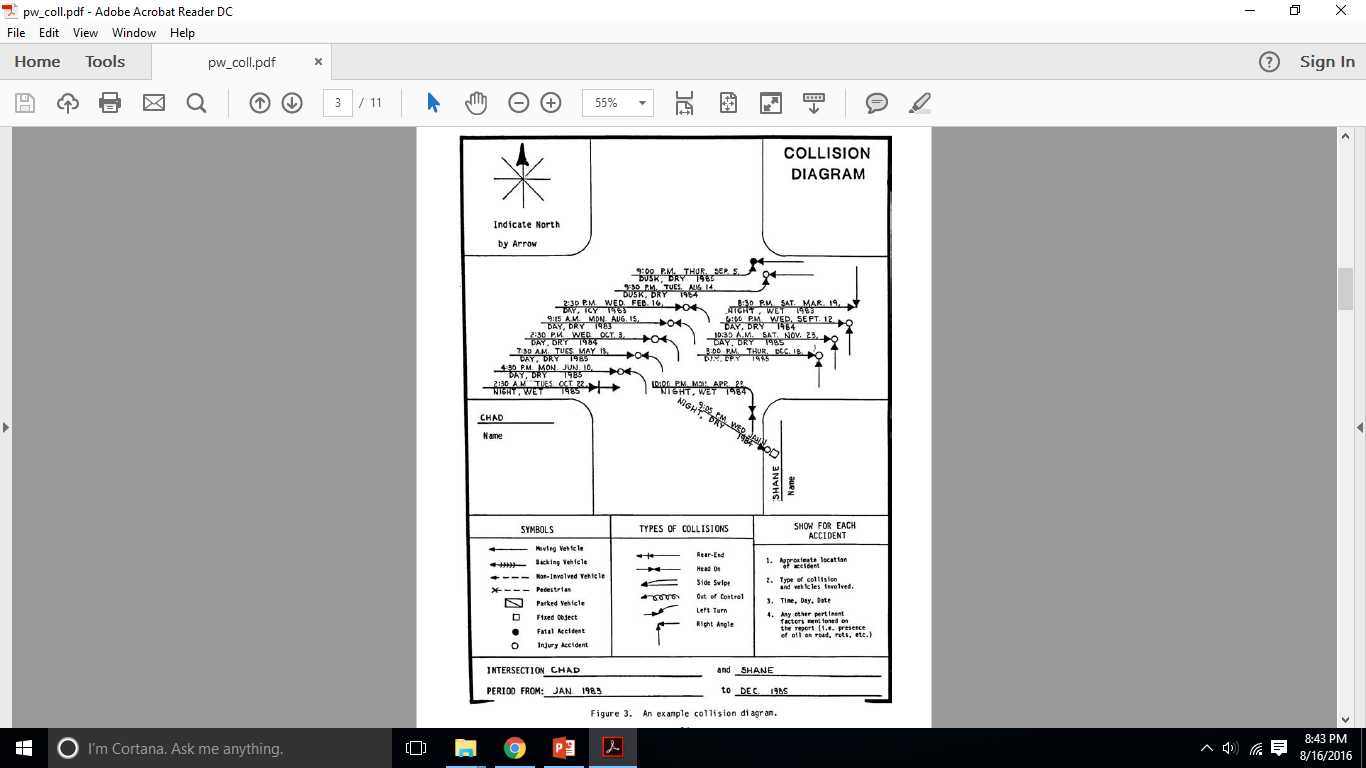 pw_coll.pdf - Adobe Acrobat Reader DC
File Edit View Window Help
Home Tools pw_coll.pdf × ? Sign In
3 / 11 55%
COLLISION
DIAGRAM
Indicate North
by Arrow
9:00 P.M. THUR. SEP. 5,
DUSK, DRY 1985
9:30 P.M. TUES. AUG. 14,
DUSK, DRY 1984
2:30 P.M. WED. FEB. 16,
DAY, ICY 1983
8:30 P.M. SAT. MAR. 19,
NIGHT, WET 1983
9:15 A.M. MON. AUG. 15,
DAY, DRY 1983
6:00 P.M. WED. SEPT. 12,
DAY, DRY 1984
2:30 P.M. WED. OCT. 3,
DAY, DRY 1984
10:30 A.M. SAT. NOV. 23,
DAY, DRY 1985
7:30 A.M. TUES. MAY 13,
DAY, DRY 1985
3:00 P.M. THUR. DEC. 18,
DAY, DRY 1985
4:30 P.M. MON. JUN. 10,
DAY, DRY 1985
2:30 A.M. TUES. OCT 22,
NIGHT, WET 1985
10:00 P.M. MON. APR. 22,
NIGHT, WET 1984
9:05 P.M. WED. JAN.
NIGHT, DRY 1984
CHAD
Name
SHANE
Name
SYMBOLS
Moving Vehicle
Backing Vehicle
Non-Involved Vehicle
Pedestrian
Parked Vehicle
Fixed Object
Fatal Accident
Injury Accident
TYPES OF COLLISIONS
Rear-End
Head On
Side Swipe
Out of Control
Left Turn
Right Angle
SHOW FOR EACH
ACCIDENT
1. Approximate location
of accident
2. Type of collision
and vehicles involved.
3. Time, Day, Date
4. Any other pertinent
factors mentioned on
the report (i.e. presence
of oil on road, ruts, etc.)
INTERSECTION CHAD and SHANE
PERIOD FROM: JAN. 1983 to DEC. 1985
Figure 3. An example collision diagram.
I'm Cortana. Ask me anything.
8:43 PM
8/16/2016